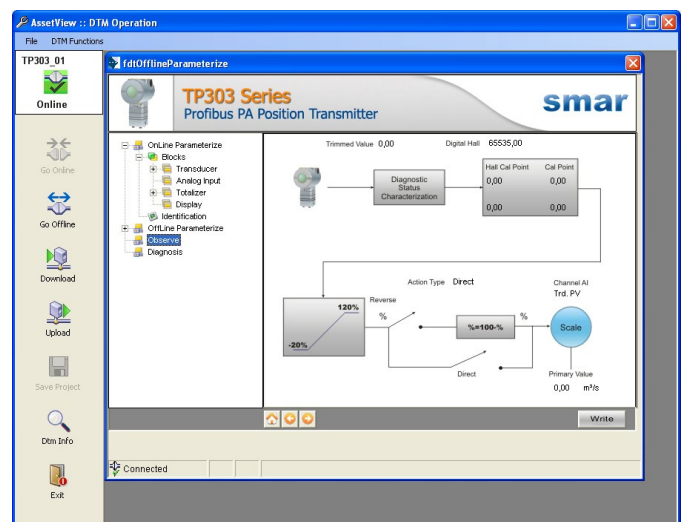 AssetView :: DTM Operation
File DTM Functions
TP303_01
Online
Go Online
Go Offline
Download
Upload
Save Project
Dtm Info
Exit
fdtOfflineParameterize
TP303 Series
Profibus PA Position Transmitter
smar
OnLine Parameterize
Blocks
Transducer
Analog Input
Totalizer
Display
Identification
OffLine Parameterize
Observe
Diagnosis
Trimmed Value 0,00
Digital Hall 65535,00
Diagnostic
Status
Characterization
Hall Cal Point Cal Point
0,00 0,00
0,00 0,00
Action Type Direct
Channel AI
Trd. PV
120%
-20%
Reverse
%
%=100-%
%
Scale
Direct
Primary Value
0,00 m³/s
Write
Connected